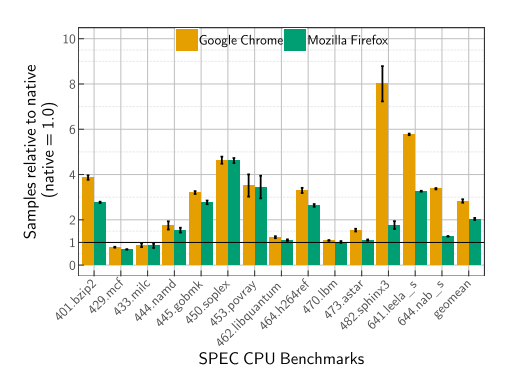 Google Chrome Mozilla Firefox
Samples relative to native
(native = 1.0)
10
8
6
4
2
1
0
401.bzip2
429.mcf
433.milc
444.namd
445.gobmk
450.soplex
453.povray
462.libquantum
464.h264ref
470.lbm
473.astar
482.sphinx3
641.leela_s
644.nab_s
geomean
SPEC CPU Benchmarks